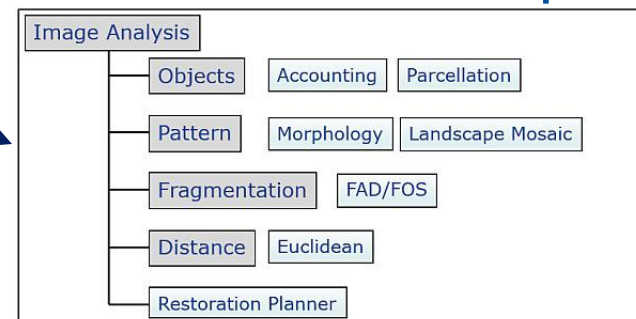 Image Analysis
Objects Accounting Parcellation
Pattern Morphology Landscape Mosaic
Fragmentation FAD/FOS
Distance Euclidean
Restoration Planner